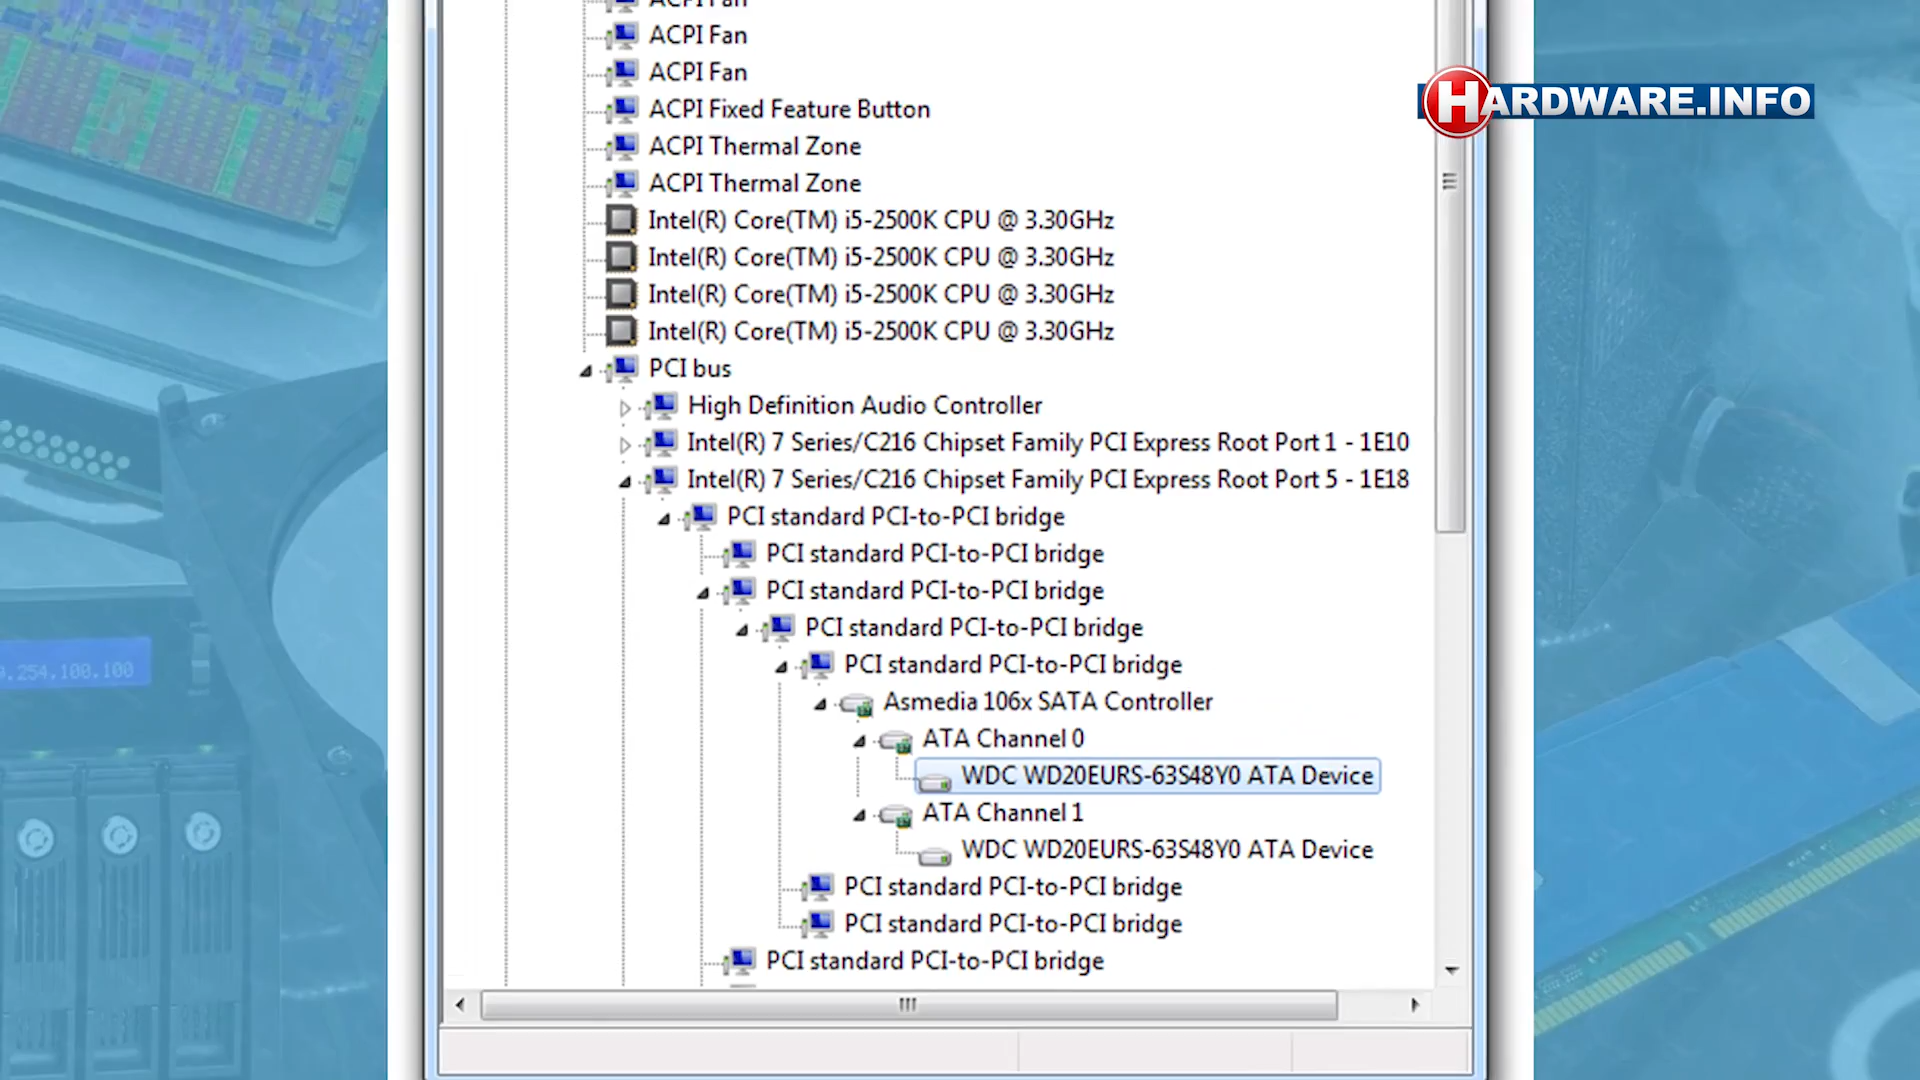 ACPI Fan
ACPI Fan
ACPI Fan
ACPI Fixed Feature Button
ACPI Thermal Zone
ACPI Thermal Zone
Intel(R) Core(TM) i5-2500K CPU @ 3.30GHz
Intel(R) Core(TM) i5-2500K CPU @ 3.30GHz
Intel(R) Core(TM) i5-2500K CPU @ 3.30GHz
Intel(R) Core(TM) i5-2500K CPU @ 3.30GHz
PCI bus
High Definition Audio Controller
Intel(R) 7 Series/C216 Chipset Family PCI Express Root Port 1 - 1E10
Intel(R) 7 Series/C216 Chipset Family PCI Express Root Port 5 - 1E18
PCI standard PCI-to-PCI bridge
PCI standard PCI-to-PCI bridge
PCI standard PCI-to-PCI bridge
PCI standard PCI-to-PCI bridge
PCI standard PCI-to-PCI bridge
Asmedia 106x SATA Controller
ATA Channel 0
WDC WD20EURS-63S48Y0 ATA Device
ATA Channel 1
WDC WD20EURS-63S48Y0 ATA Device
PCI standard PCI-to-PCI bridge
PCI standard PCI-to-PCI bridge
PCI standard PCI-to-PCI bridge
HARDWARE.INFO
.254.100.100